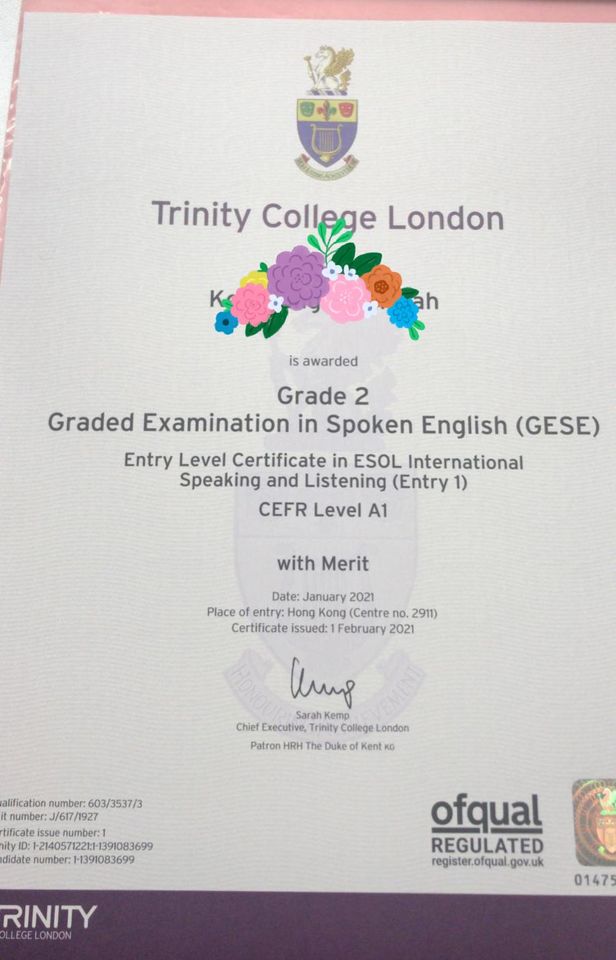 Trinity College London
is awarded
Grade 2
Graded Examination in Spoken English (GESE)
Entry Level Certificate in ESOL International
Speaking and Listening (Entry 1)
CEFR Level A1
with Merit
Date: January 2021
Place of entry: Hong Kong (Centre no. 2911)
Certificate issued: 1 February 2021
Sarah Kemp
Chief Executive, Trinity College London
Patron HRH The Duke of Kent KG
ualification number: 603/3537/3
it number: J/617/1927
rtificate issue number: 1
nity ID: 1-2140571221:1-1391083699
ndidate number: 1-1391083699
ofqual
REGULATED
register.ofqual.gov.uk
01475
RINITY
OLLEGE LONDON